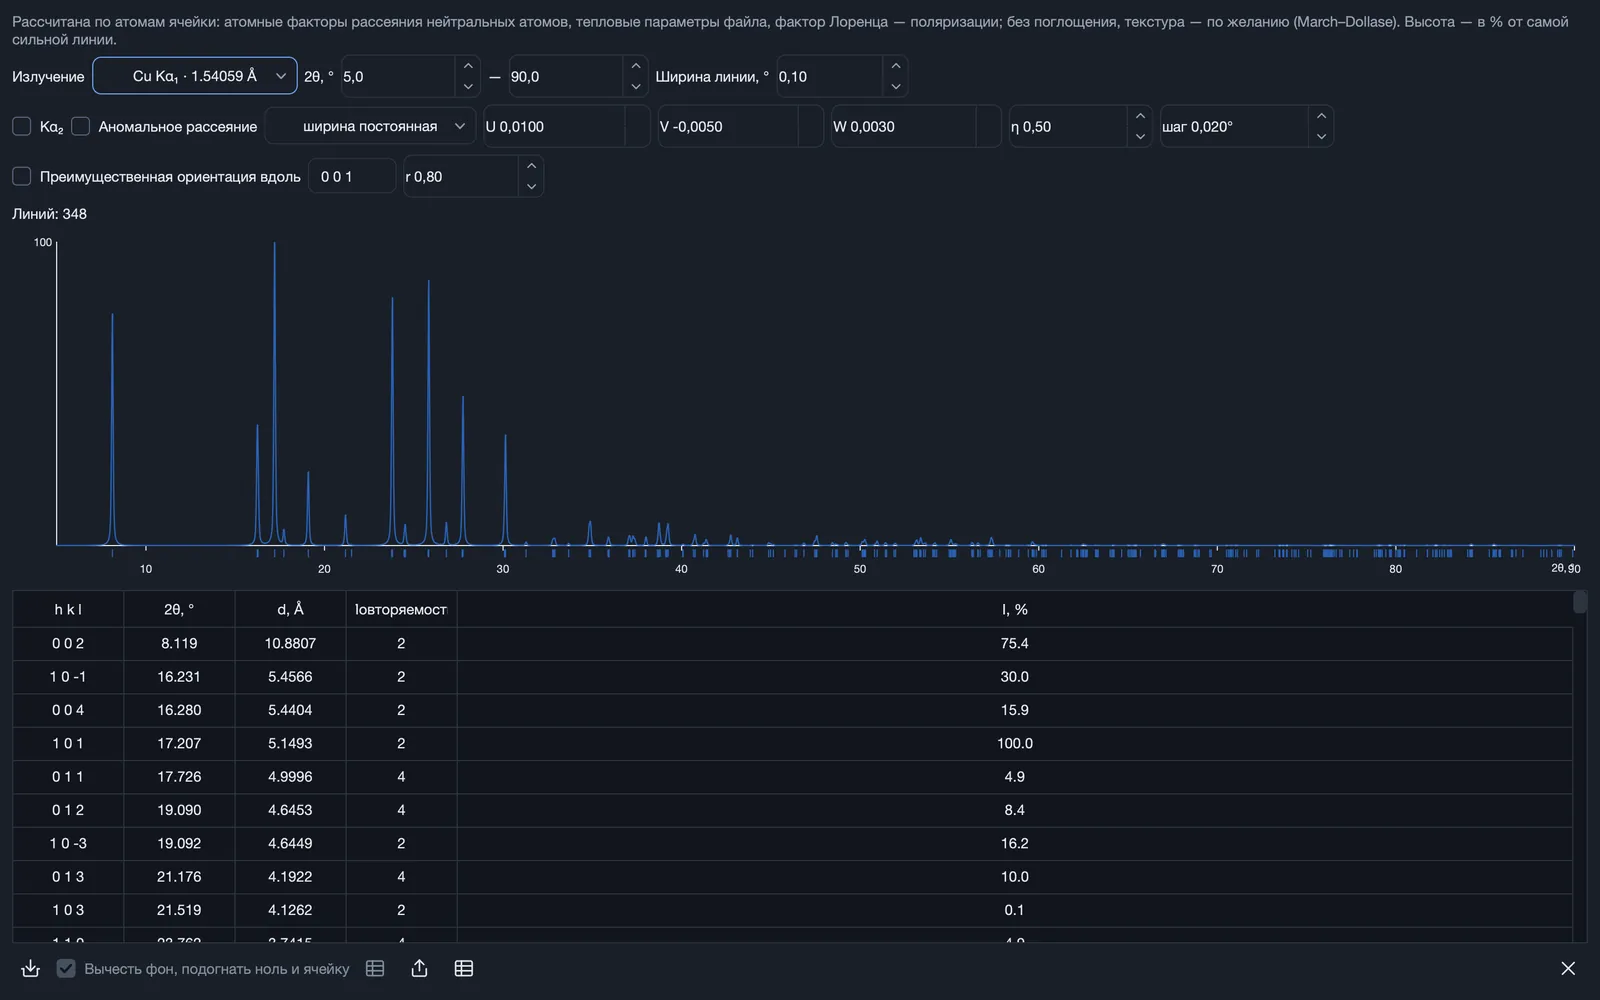 Рассчитана по атомам ячейки: атомные факторы рассеяния нейтральных атомов, тепловые параметры файла, фактор Лоренца — поляризации; без поглощения, текстура — по желанию (March–Dollase). Высота — в % от самой
сильной линии.
Излучение Cu Kα₁ · 1.54059 Å 2θ, ° 5,0 — 90,0 Ширина линии, ° 0,10
Kα₂ Аномальное рассеяние ширина постоянная U 0,0100 V -0,0050 W 0,0030 η 0,50 шаг 0,020°
Преимущественная ориентация вдоль 0 0 1 r 0,80
Линий: 348
100
10 20 30 40 50 60 70 80 90
2θ, °
h k l 2θ, ° d, Å Повторяемость I, %
0 0 2 8.119 10.8807 2 75.4
1 0 -1 16.231 5.4566 2 30.0
0 0 4 16.280 5.4404 2 15.9
1 0 1 17.207 5.1493 2 100.0
0 1 1 17.726 4.9996 4 4.9
0 1 2 19.090 4.6453 4 8.4
1 0 -3 19.092 4.6449 2 16.2
0 1 3 21.176 4.1922 4 10.0
1 0 3 21.519 4.1262 2 0.1
Вычесть фон, подогнать ноль и ячейку